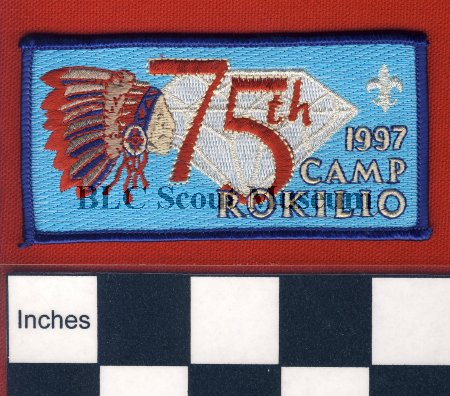 75th
1997
CAMP
ROKILIO
BLC Scout Museum
Inches